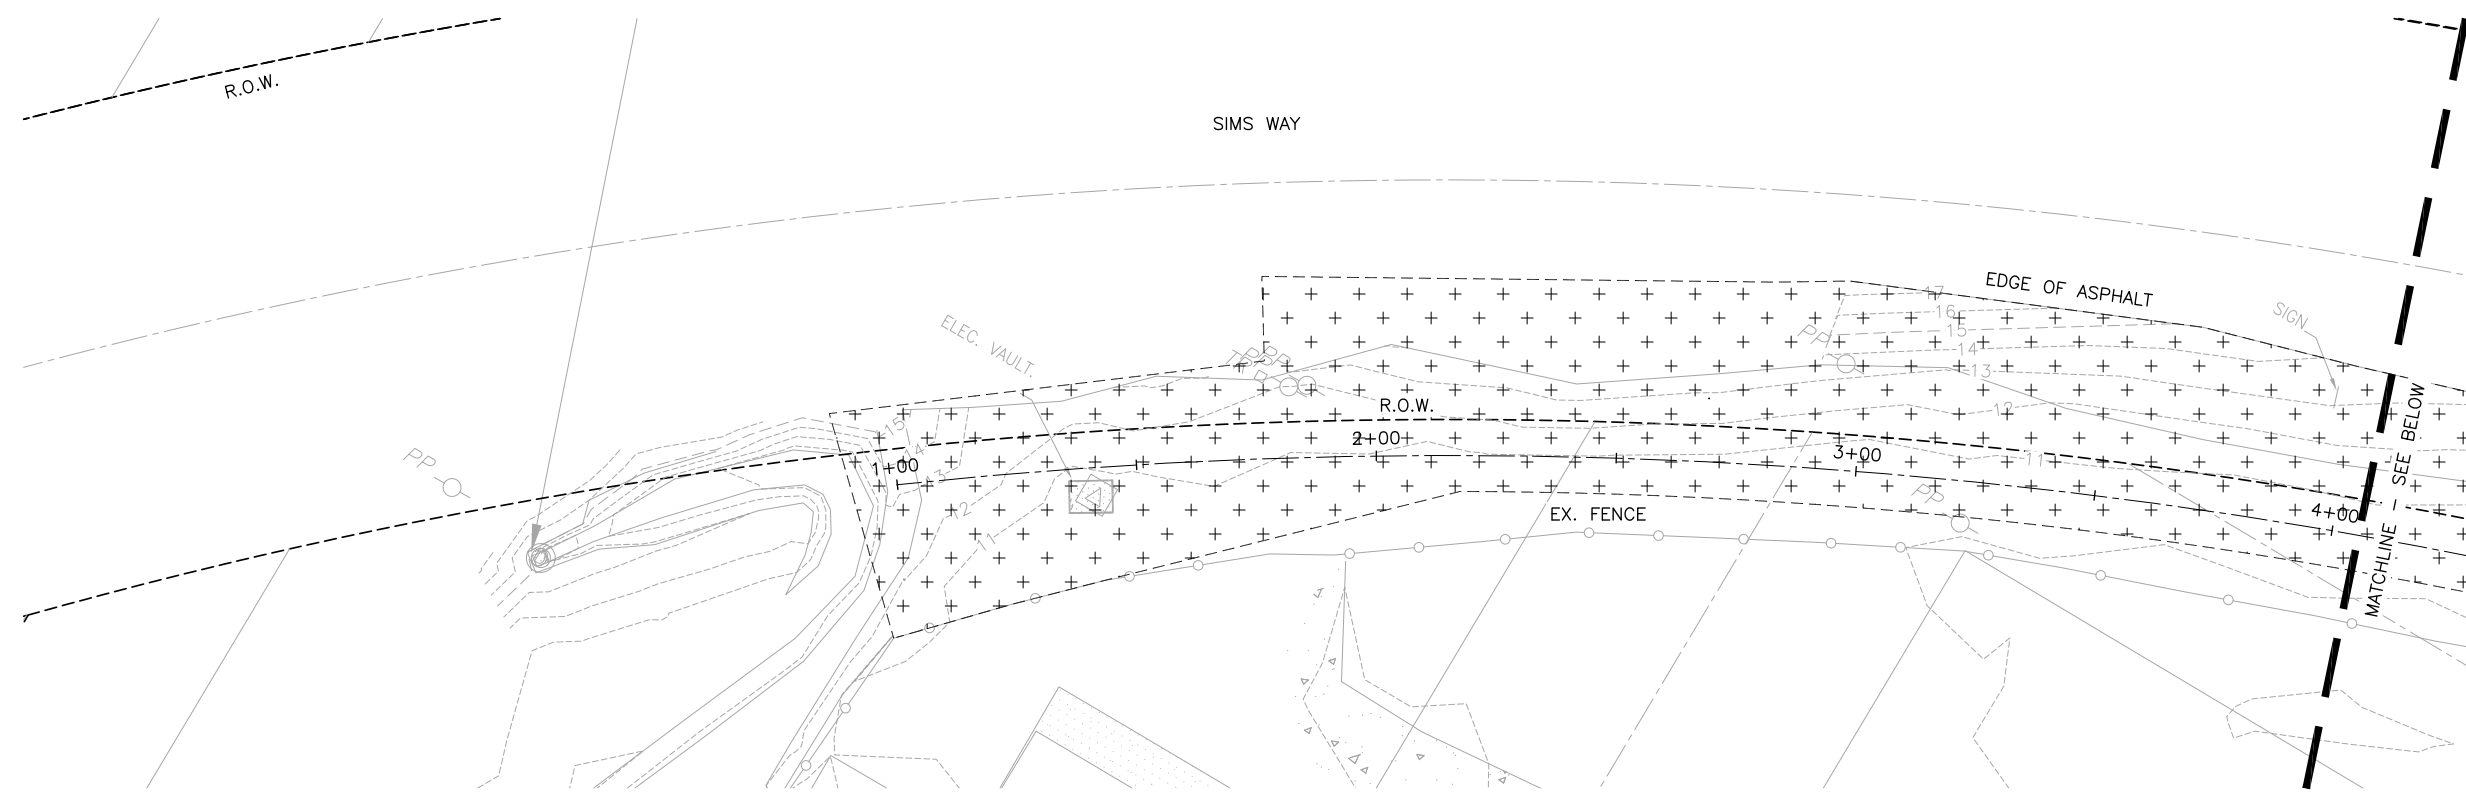 R.O.W.
SIMS WAY
EDGE OF ASPHALT
SIGN
ELEC. VAULT.
17
16
15
14
13
12
11
PP
R.O.W.
15
14
13
12
11
1+00
2+00
3+00
4+00
PP
PP
EX. FENCE
MATCHLINE - SEE BELOW